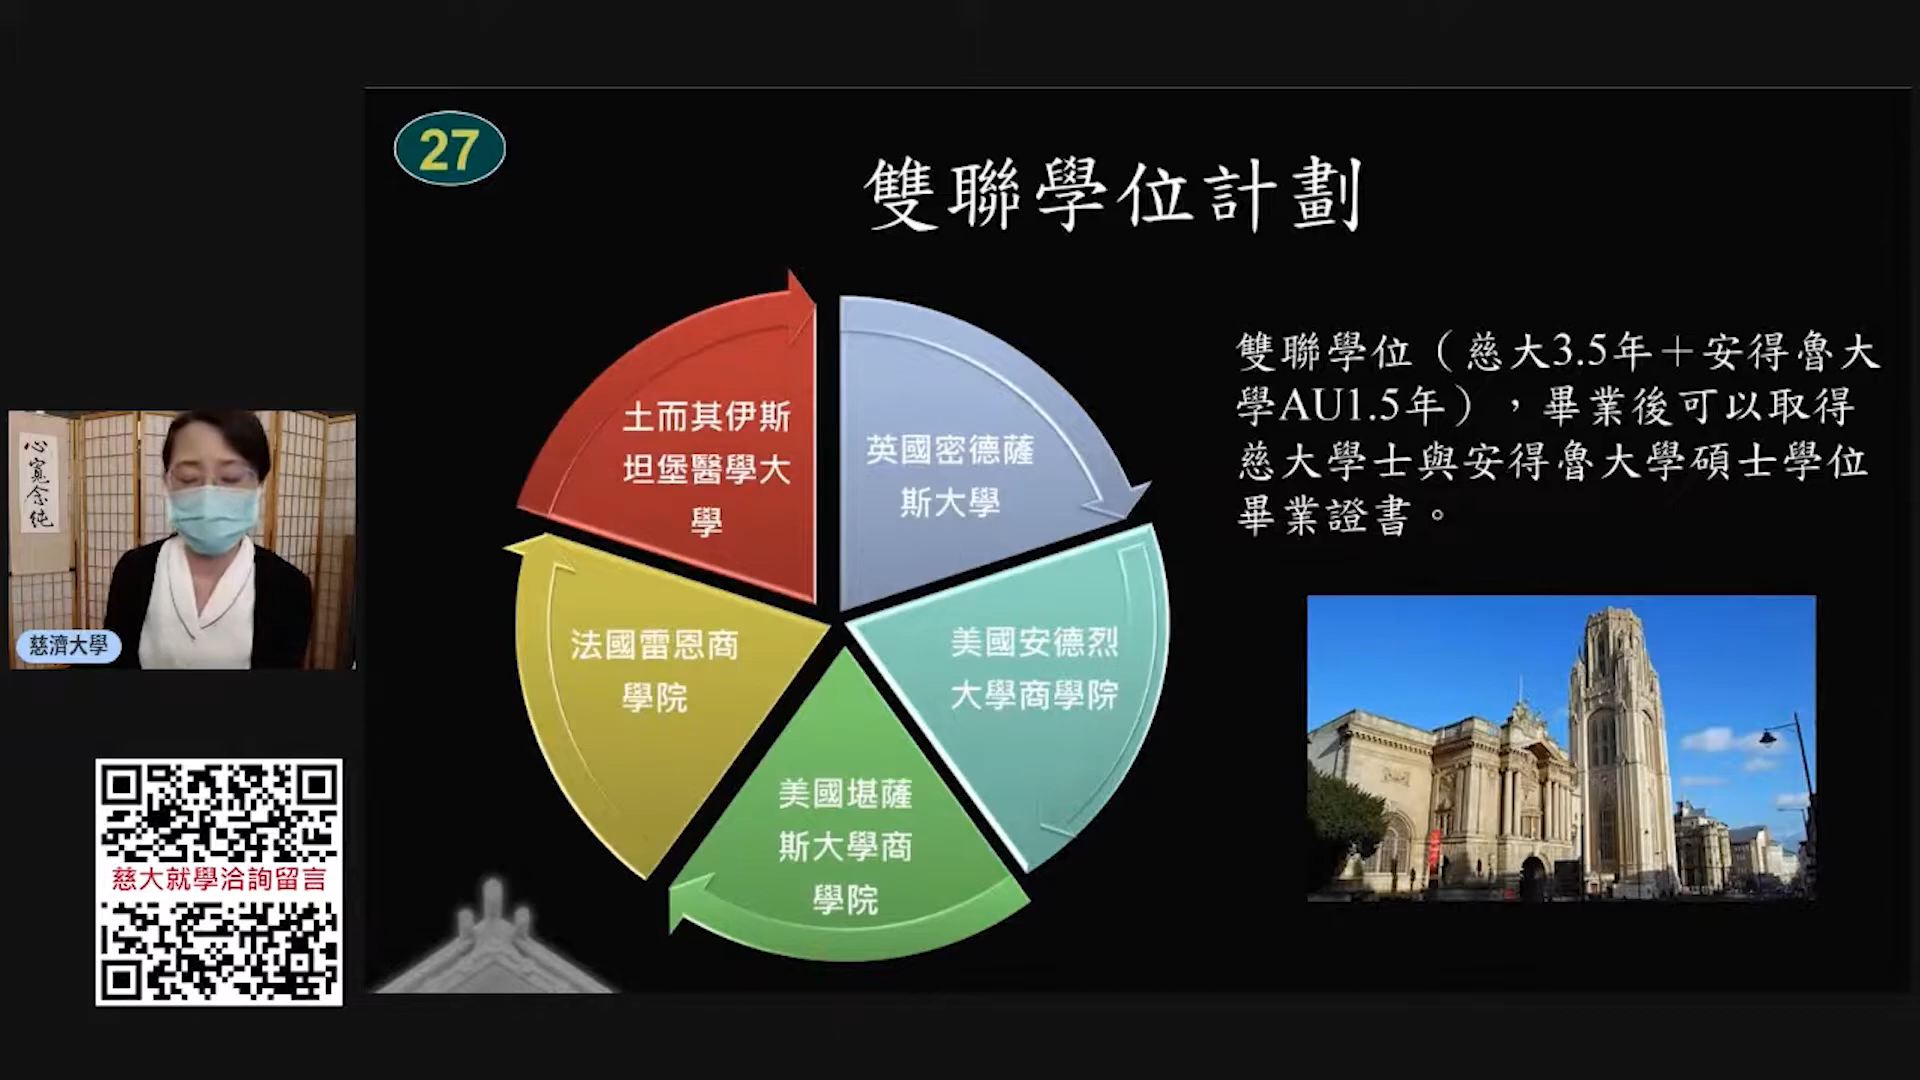 27
雙聯學位計劃
土而其伊斯
坦堡醫學大
學
英國密德薩
斯大學
法國雷恩商
學院
美國安德烈
大學商學院
美國堪薩
斯大學商
學院
雙聯學位（慈大3.5年＋安得魯大
學AU1.5年），畢業後可以取得
慈大學士與安得魯大學碩士學位
畢業證書。
心寬念純
慈濟大學
慈大就學洽詢留言